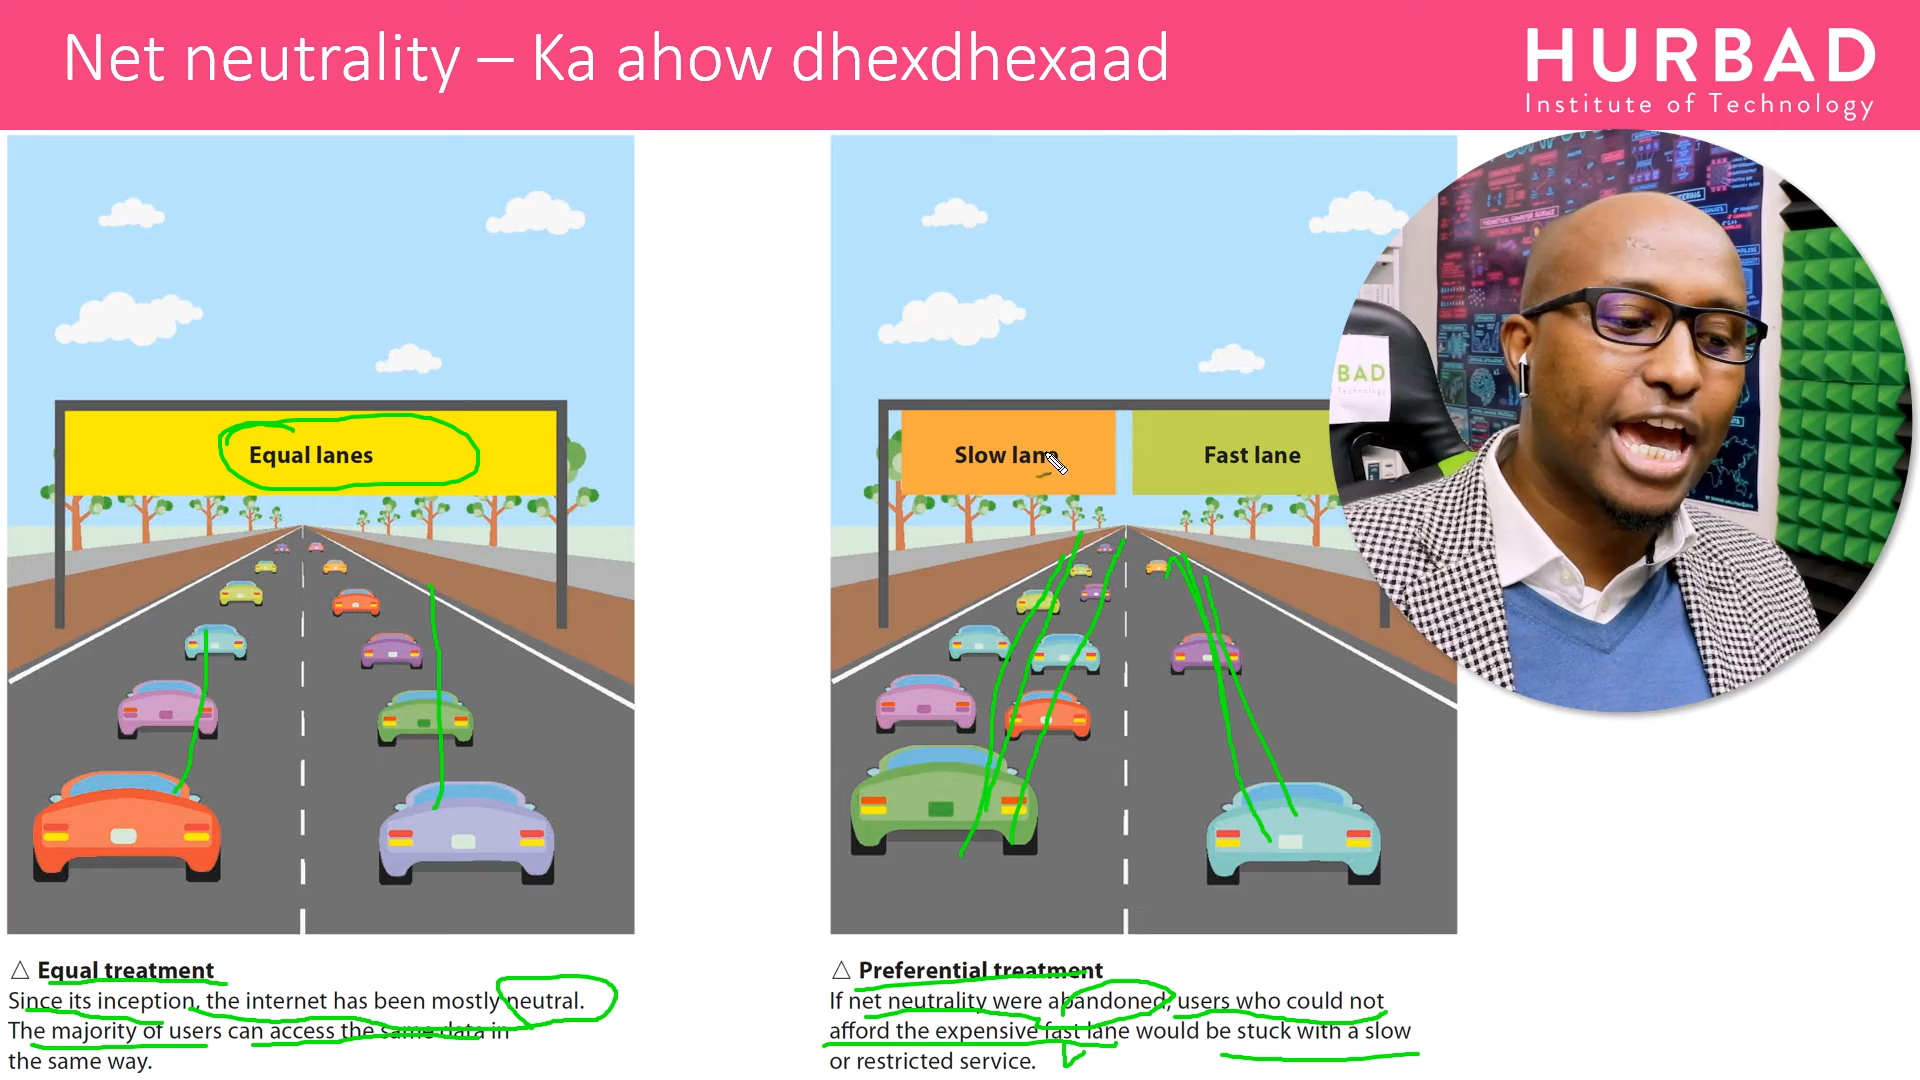 Net neutrality – Ka ahow dhexdhexaad
HURBAD
Institute of Technology
Equal lanes
Slow lane
Fast lane
BAD
Technology
△ Equal treatment
Since its inception, the internet has been mostly neutral.
The majority of users can access the same data in
the same way.
△ Preferential treatment
If net neutrality were abandoned, users who could not
afford the expensive fast lane would be stuck with a slow
or restricted service.